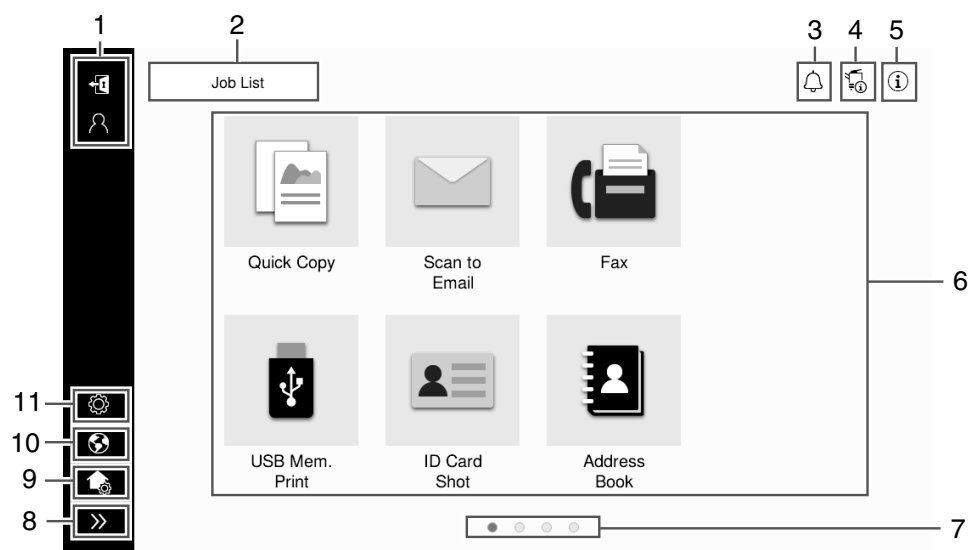 1
2
3
4
5
Job List
Quick Copy
Scan to
Email
Fax
6
USB Mem.
Print
ID Card
Shot
Address
Book
11
10
9
8
7